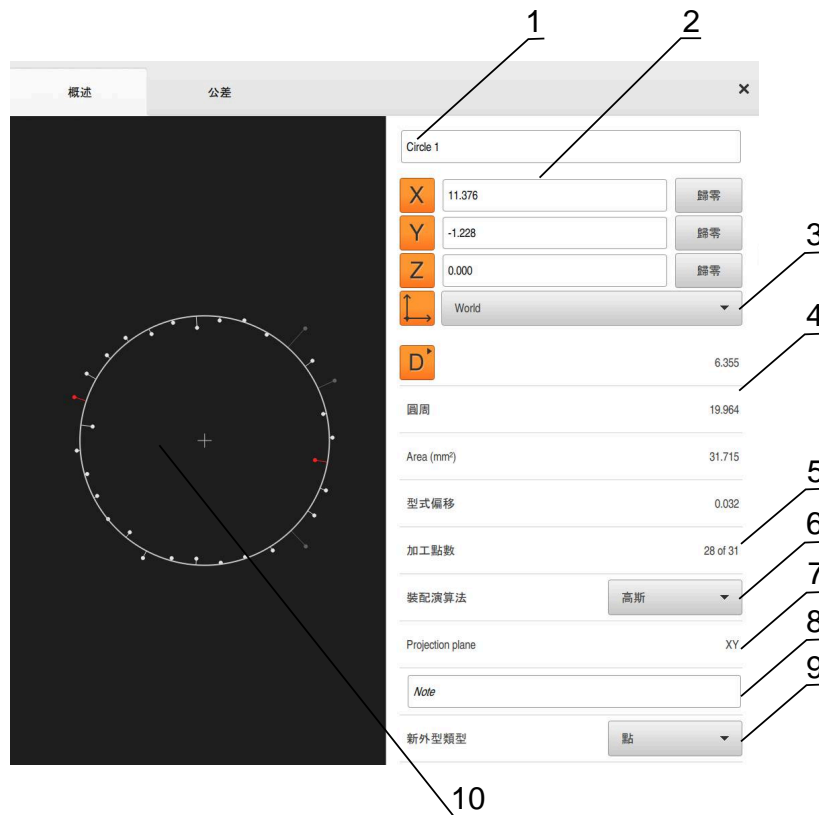 1
2
概述
公差
×
Circle 1
X 11.376 歸零
Y -1.228 歸零
3
Z 0.000 歸零
World
4
D 6.355
圓周 19.964
Area (mm²) 31.715
5
型式偏移 0.032
6
加工點數 28 of 31
7
裝配演算法 高斯
8
Projection plane XY
9
Note
新外型類型 點
10